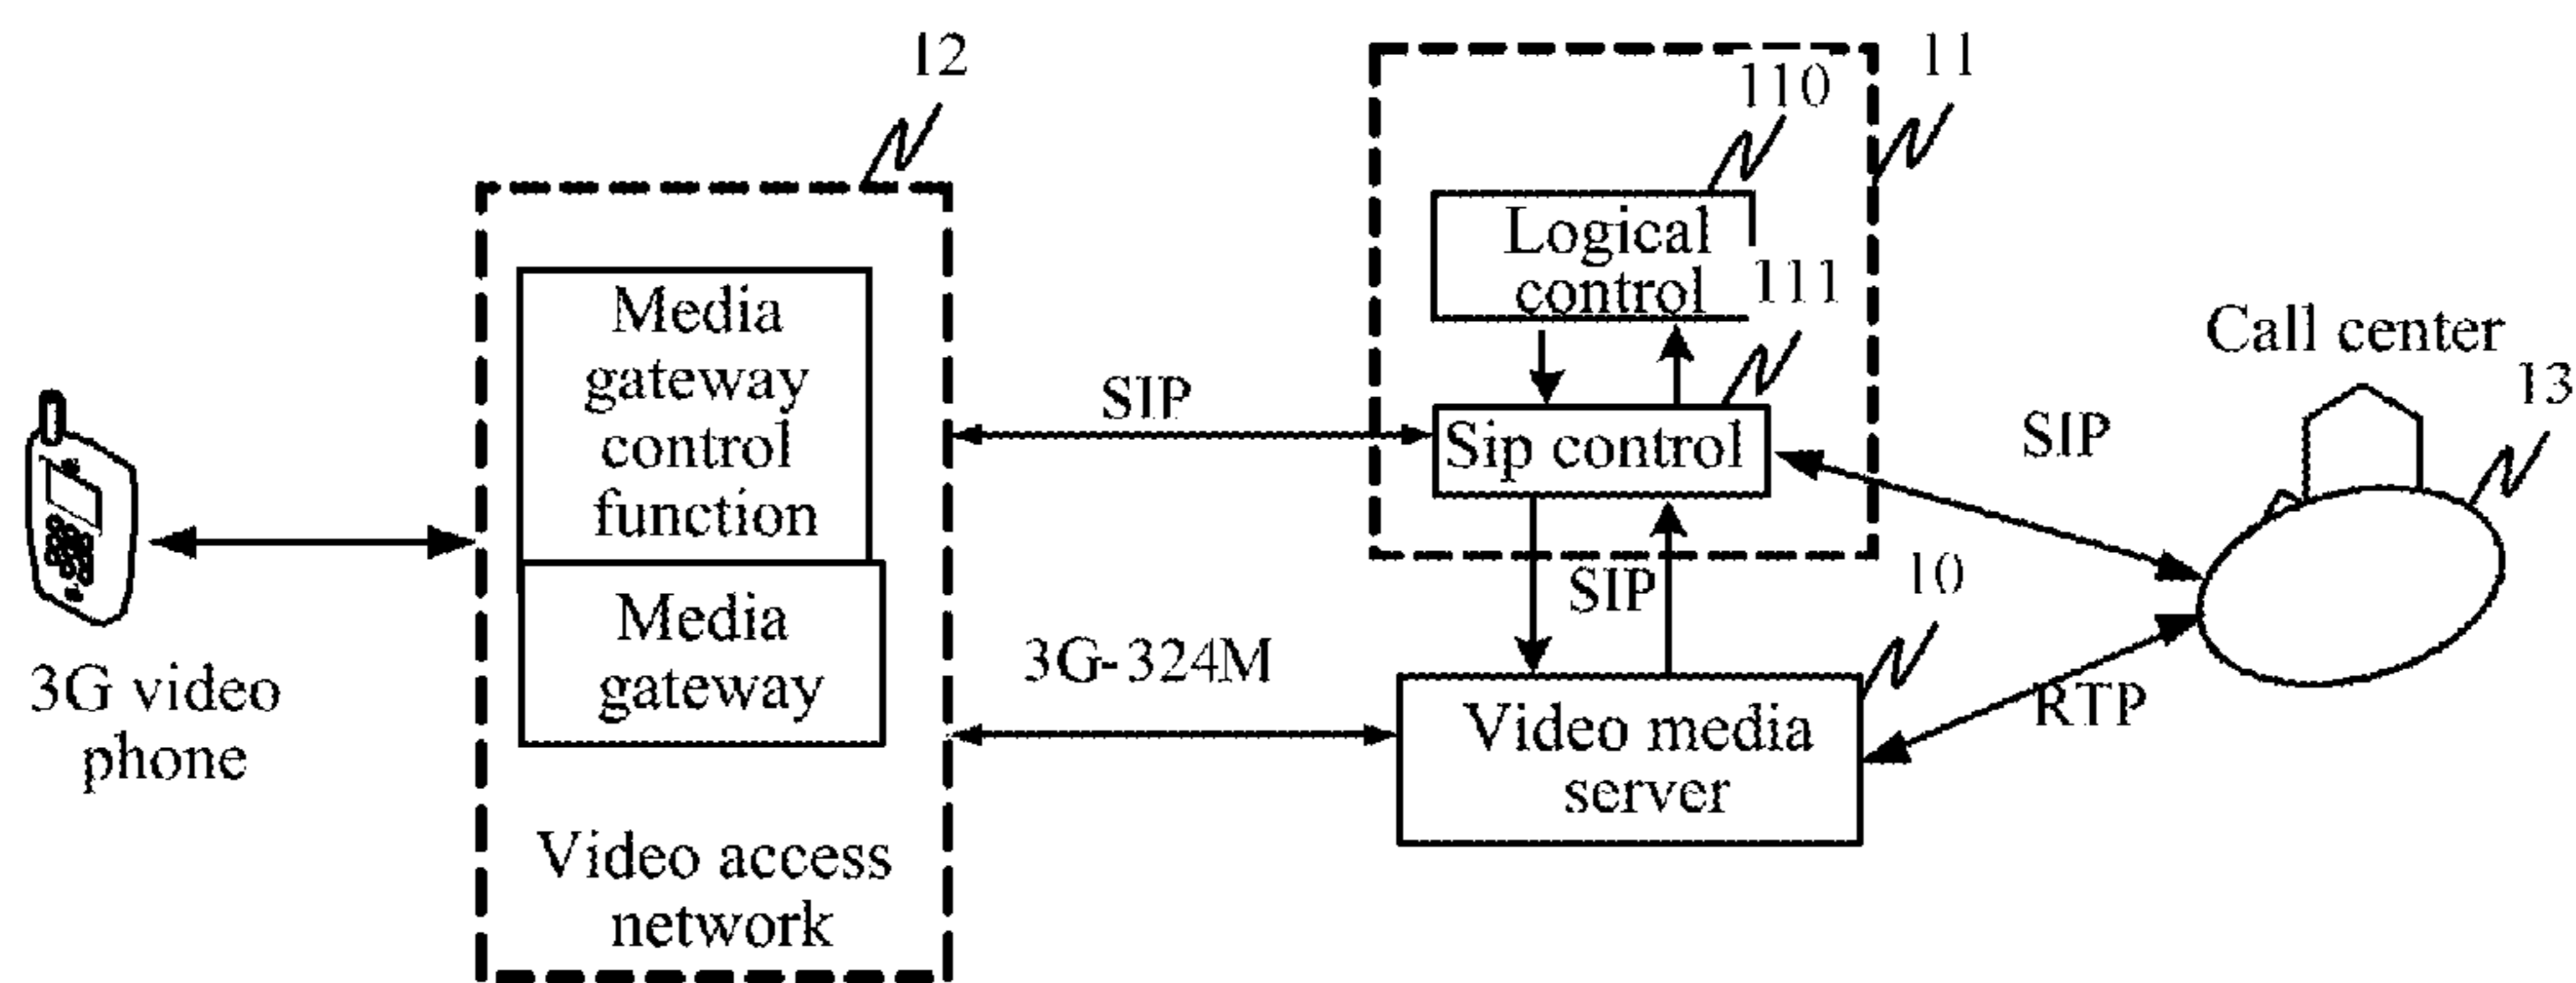 12
110
11
Logical
control
111
Media
gateway
control
function
SIP
Sip control
Call center
13
SIP
SIP
10
Media
gateway
3G-324M
3G video
phone
Video media
server
RTP
Video access
network